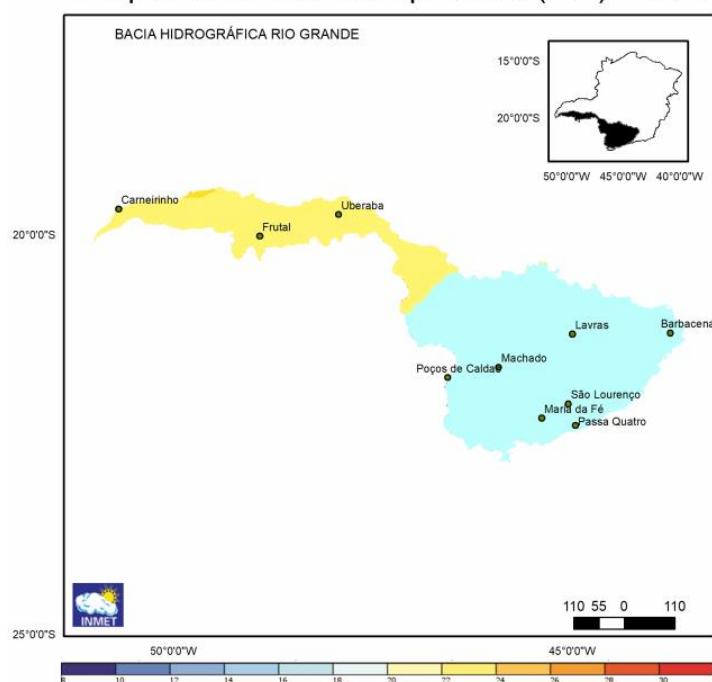 BACIA HIDROGRÁFICA RIO GRANDE
15°0'0"S
20°0'0"S
50°0'0"W 45°0'0"W 40°0'0"W
Carneirinho
Uberaba
Frutal
20°0'0"S
Lavras
Barbacena
Machado
Poços de Caldas
São Lourenço
Maria da Fé
Passa Quatro
INMET
110 55 0 110
25°0'0"S
50°0'0"W 45°0'0"W
8 10 12 14 16 18 20 22 24 26 28 30